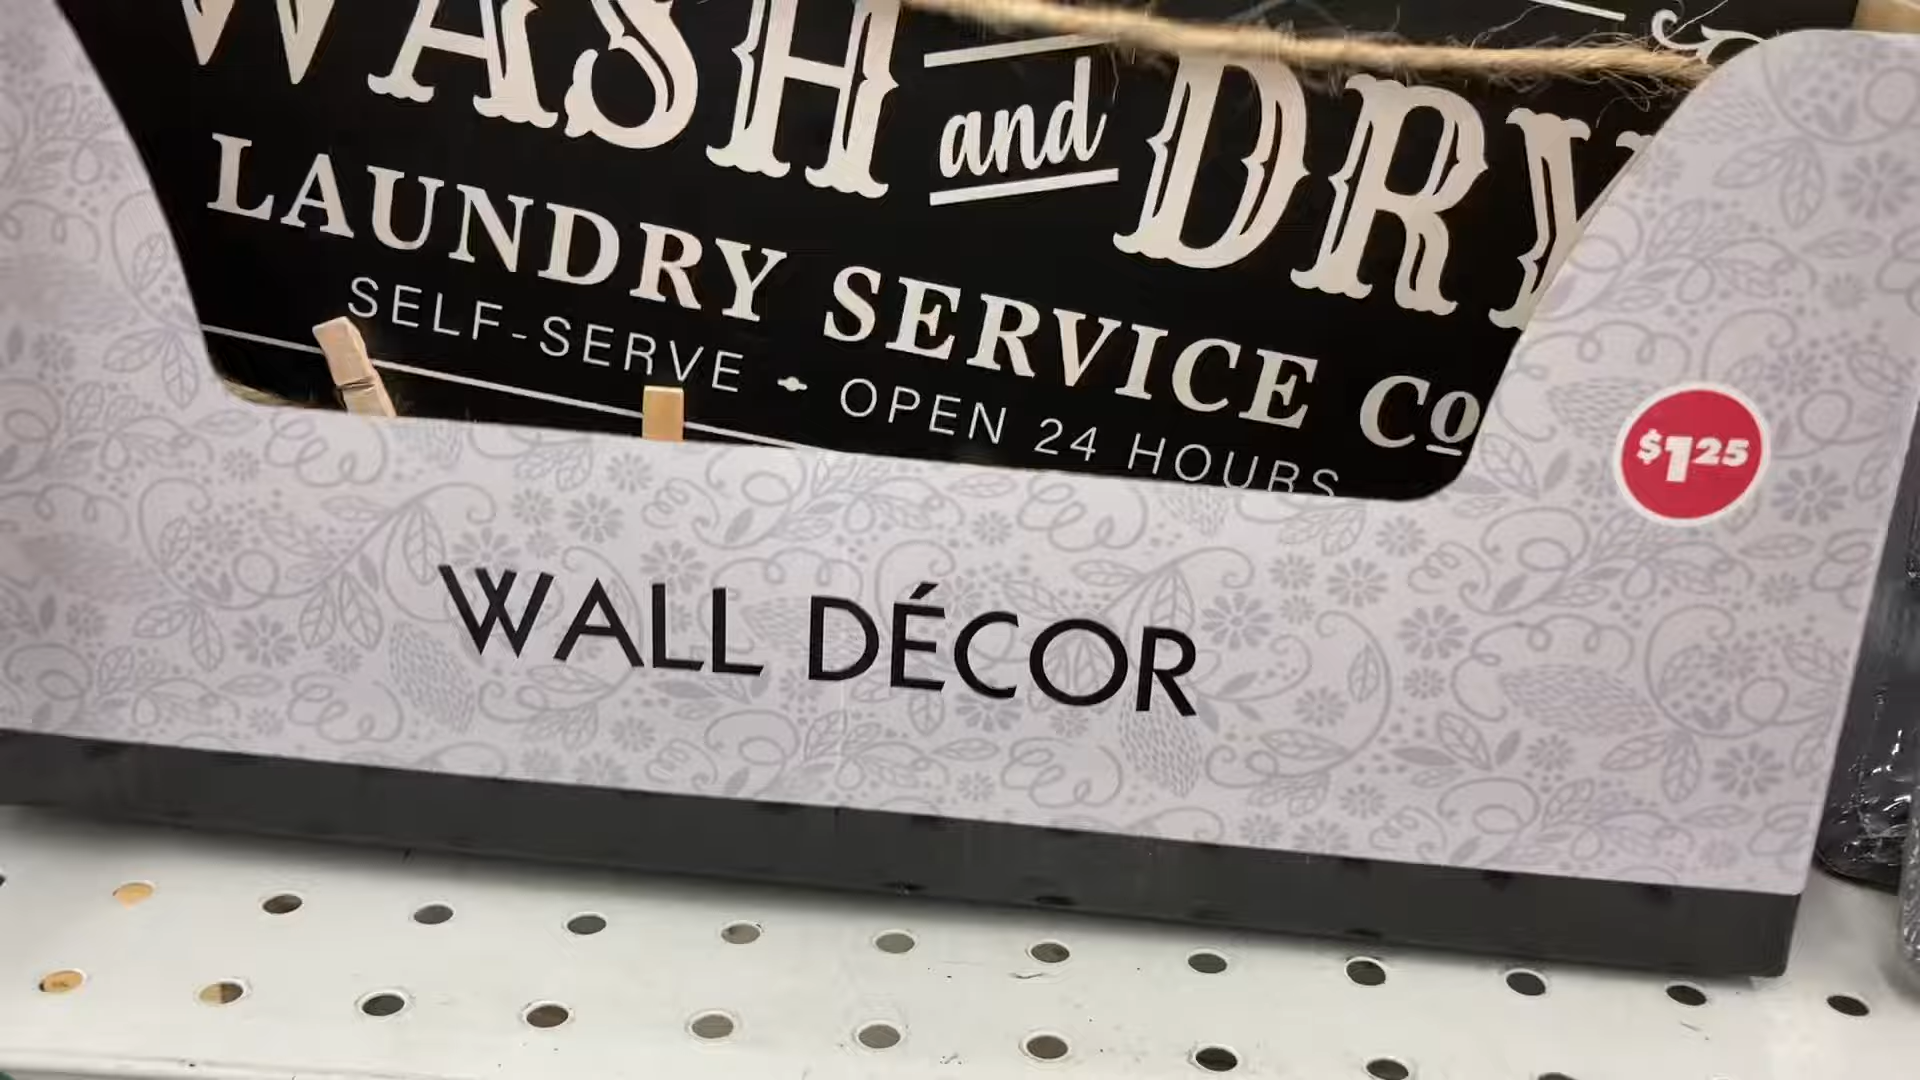 WASH and DRY
LAUNDRY SERVICE Co
SELF-SERVE • OPEN 24 HOURS
$1.25
WALL DÉCOR